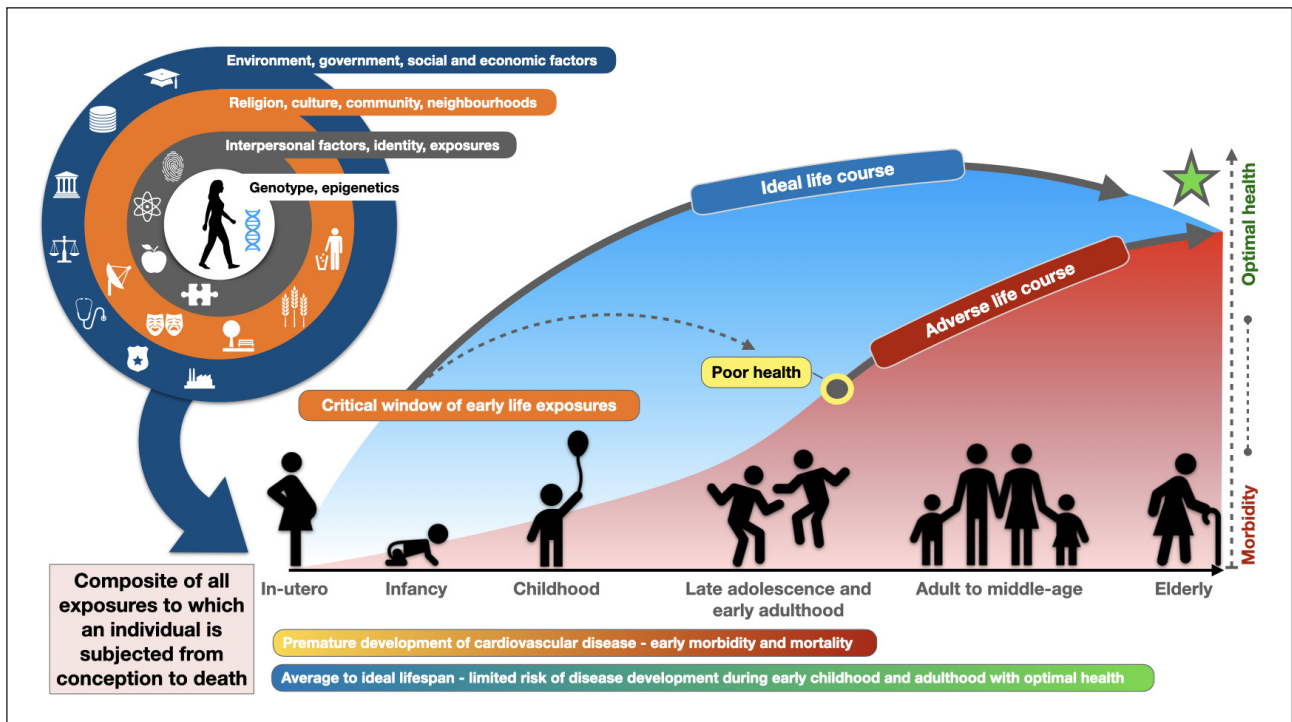 Environment, government, social and economic factors
Religion, culture, community, neighbourhoods
Interpersonal factors, identity, exposures
Genotype, epigenetics
Ideal life course
Adverse life course
Optimal health
Morbidity
Poor health
Critical window of early life exposures
In-utero
Infancy
Childhood
Late adolescence and
early adulthood
Adult to middle-age
Elderly
Composite of all
exposures to which
an individual is
subjected from
conception to death
Premature development of cardiovascular disease - early morbidity and mortality
Average to ideal lifespan - limited risk of disease development during early childhood and adulthood with optimal health